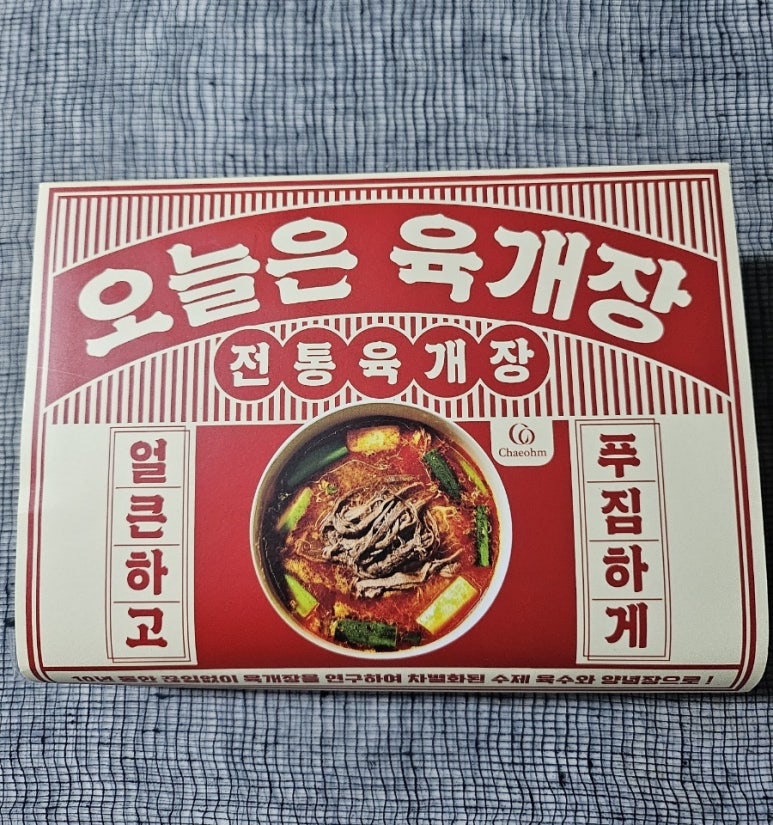 오늘은 육개장
전통육개장
얼큰하고
Chaeohm
푸짐하게
10년 동안 끊임없이 육개장을 연구하여 차별화된 수제 육수와 양념장으로!